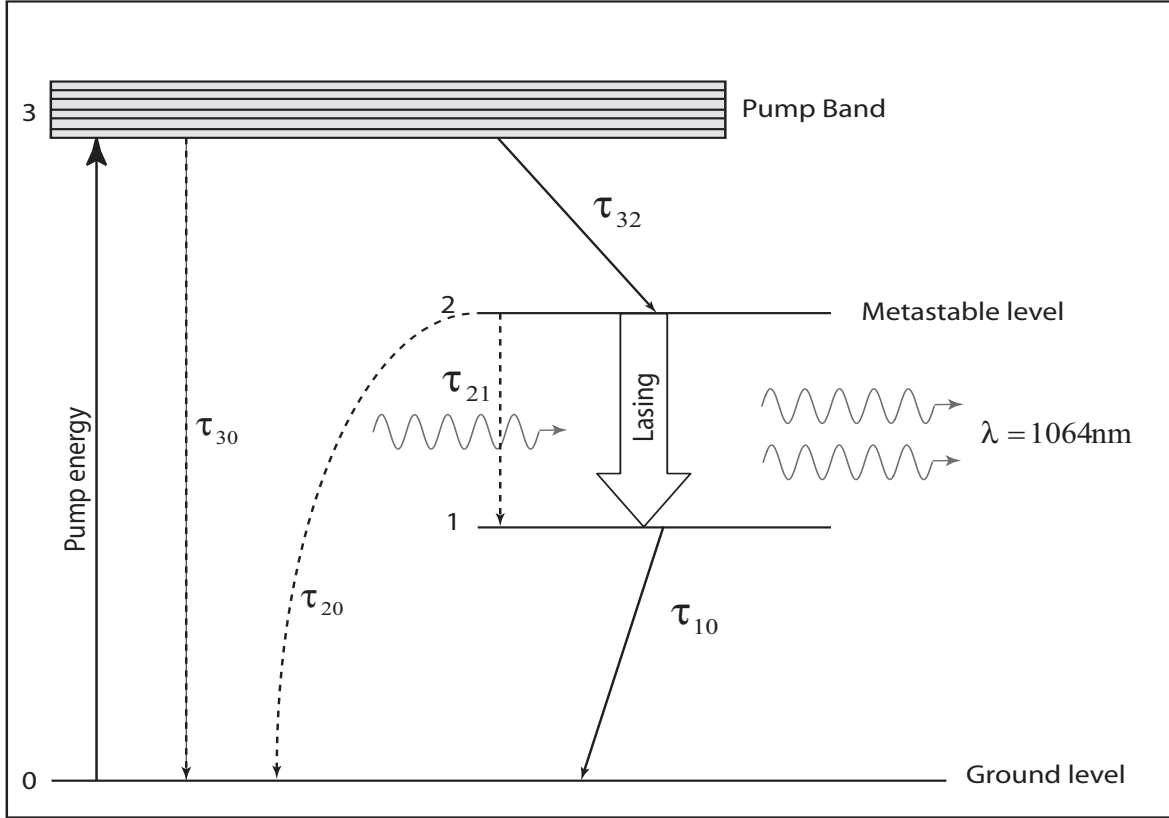 3
Pump Band
τ32
2
Metastable level
τ21
Lasing
λ = 1064nm
τ30
Pump energy
1
τ20
τ10
0
Ground level